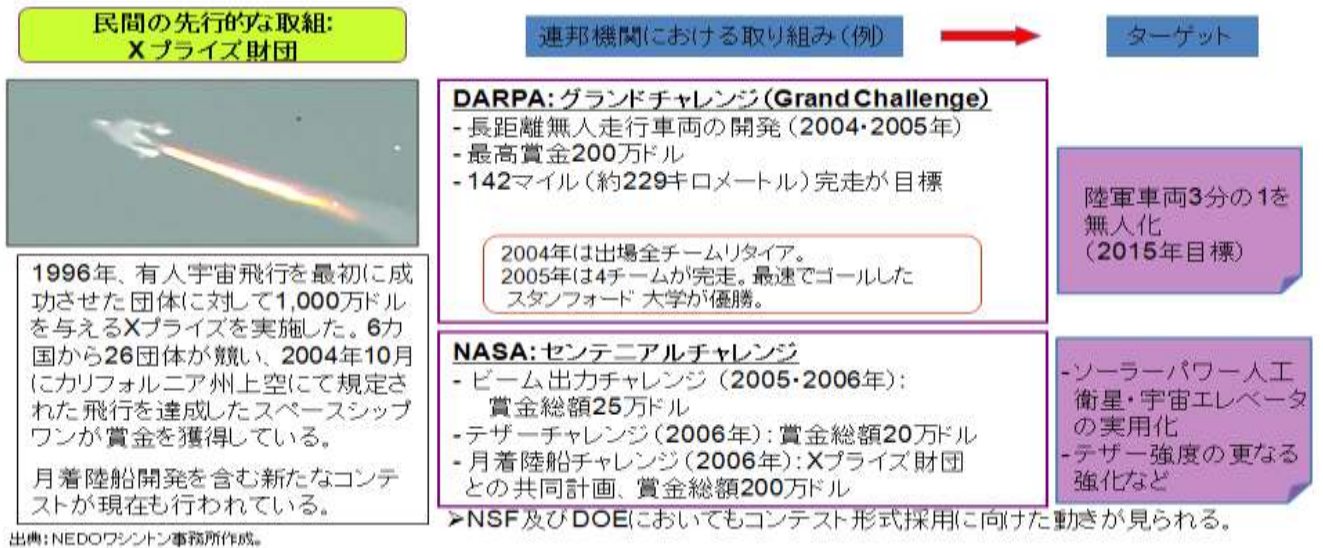 民間の先行的な取組:
Xプライズ財団
1996年、有人宇宙飛行を最初に成
功させた団体に対して1,000万ドル
を与えるXプライズを実施した。6カ
国から26団体が競い、2004年10月
にカリフォルニア州上空にて規定さ
れた飛行を達成したスペースシップ
ワンが賞金を獲得している。
月着陸船開発を含む新たなコンテ
ストが現在も行われている。
出典:NEDOワシントン事務所作成。
連邦機関における取り組み(例)
DARPA:グランドチャレンジ(Grand Challenge)
- 長距離無人走行車両の開発(2004・2005年)
- 最高賞金200万ドル
- 142マイル(約229キロメートル)完走が目標
2004年は出場全チームリタイア。
2005年は4チームが完走。最速でゴールした
スタンフォード 大学が優勝。
NASA:センテニアルチャレンジ
- ビーム出力チャレンジ (2005・2006年):
賞金総額25万ドル
-テザーチャレンジ(2006年):賞金総額20万ドル
- 月着陸船チャレンジ(2006年):Xプライズ財団
との共同計画、賞金総額200万ドル
➢NSF及びDOEにおいてもコンテスト形式採用に向けた動きが見られる。
ターゲット
陸軍車両3分の1を
無人化
(2015年目標)
-ソーラーパワー人工
衛星・宇宙エレベータ
の実用化
-テザー強度の更なる
強化など